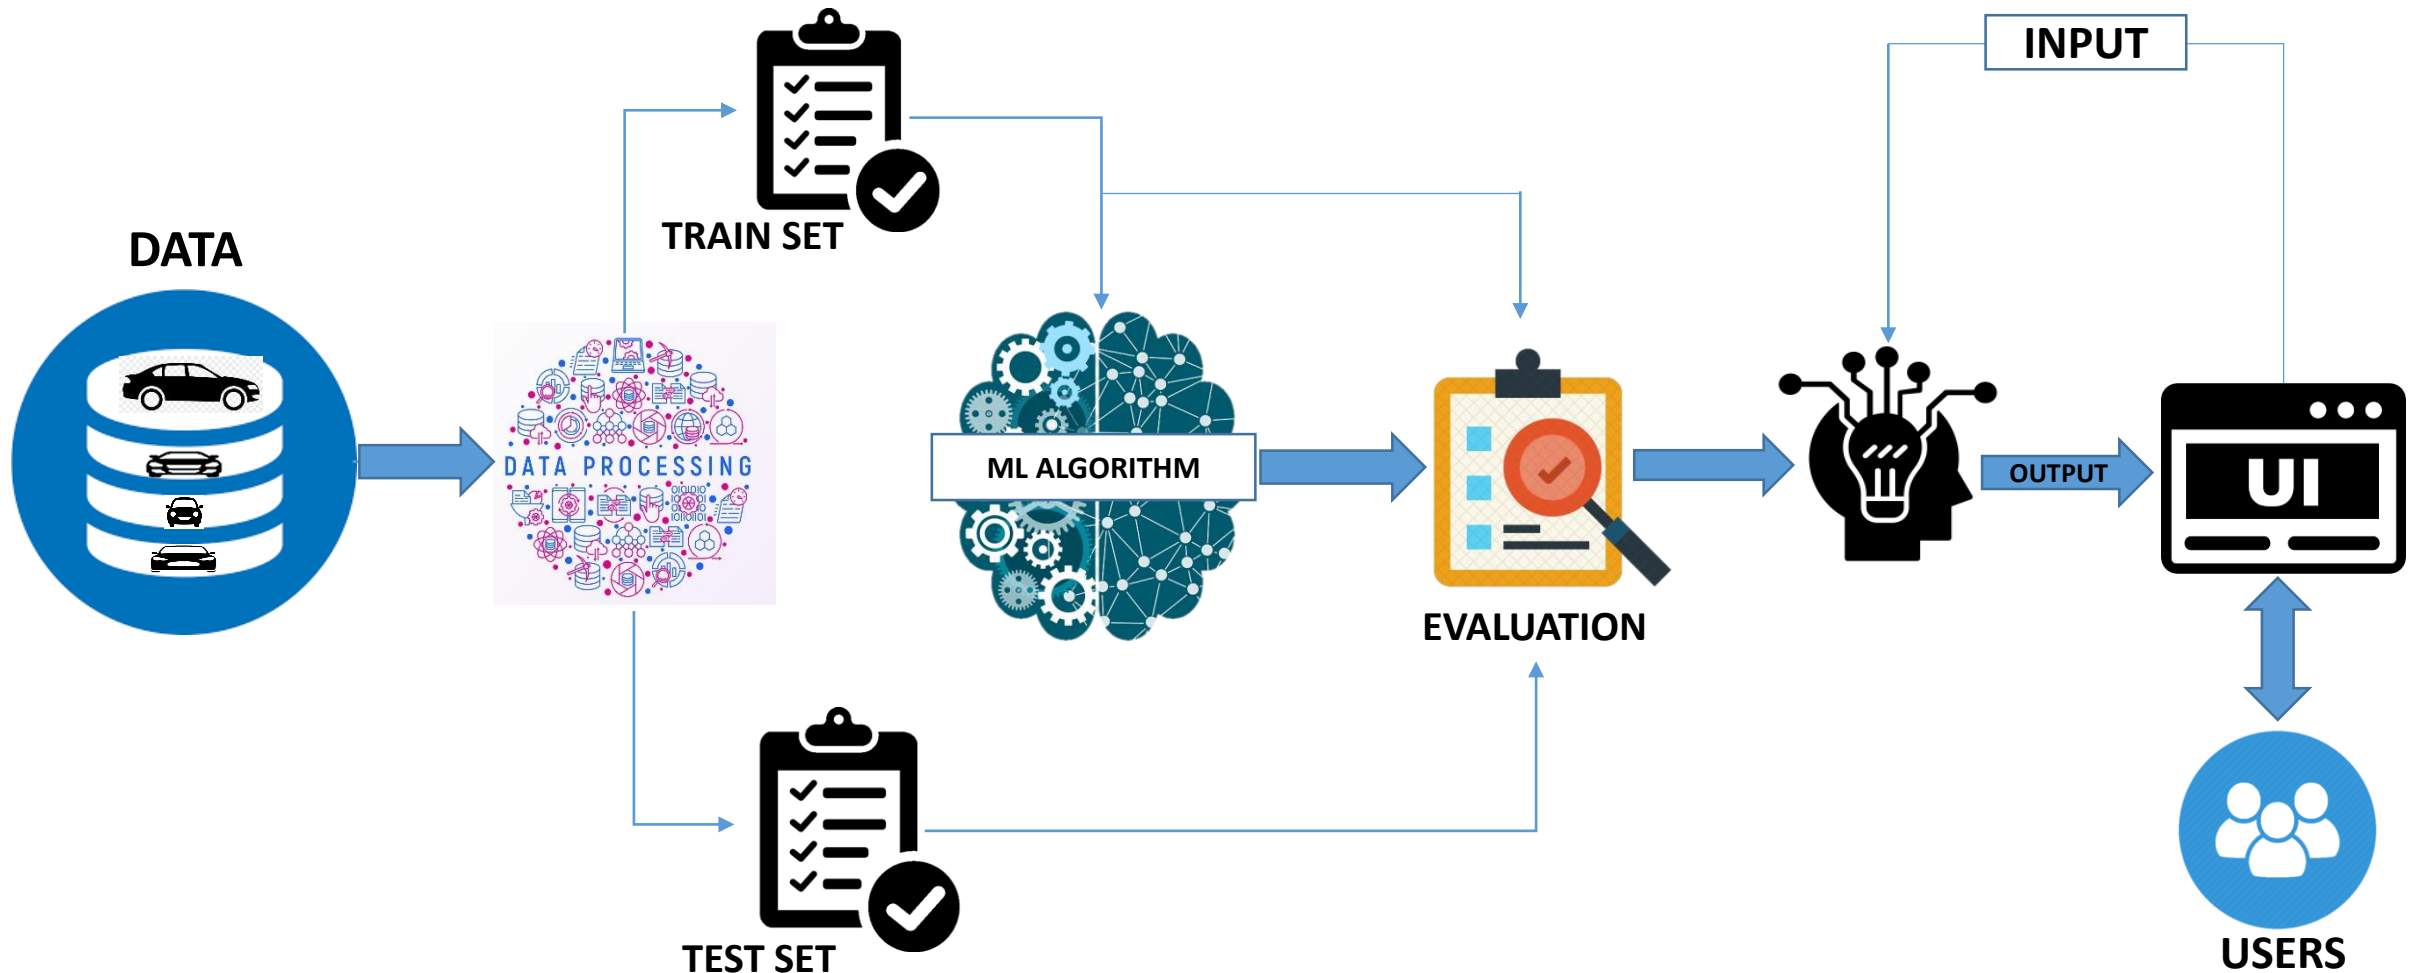 INPUT
TRAIN SET
DATA
DATA PROCESSING
ML ALGORITHM
OUTPUT
UI
EVALUATION
TEST SET
USERS